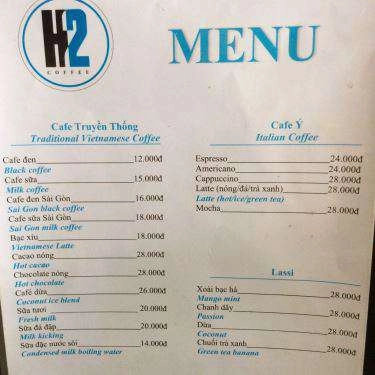 H2
COFFEE
MENU
Cafe Truyền Thống
Traditional Vietnamese Coffee
Cafe đen 12.000đ
Black coffee
Cafe sữa 15.000đ
Milk coffee
Cafe đen Sài Gòn 16.000đ
Sai Gon black coffee
Cafe sữa Sài Gòn 18.000đ
Sai Gon milk coffee
Bạc xíu 18.000đ
Vietnamese Latte
Cacao nóng 28.000đ
Hot cacao
Chocolate nóng 28.000đ
Hot chocolate
Café dừa 26.000đ
Coconut ice blend
Sữa tươi 20.000đ
Fresh milk
Sữa đá đập 20.000đ
Milk kicking
Sữa đặc nước sôi 14.000đ
Condensed milk boiling water
Cafe Ý
Italian Coffee
Espresso 24.000đ
Americano 24.000đ
Cappuccino 28.000đ
Latte (nóng/đá/trà xanh) 28.000đ
Latte (hot/ice/green tea)
Mocha 28.000đ
Lassi
Xoài bạc hà 28.000đ
Mango mint
Chanh dây 28.000đ
Passion
Dừa 28.000đ
Coconut
Chuối trà xanh 28.000đ
Green tea banana